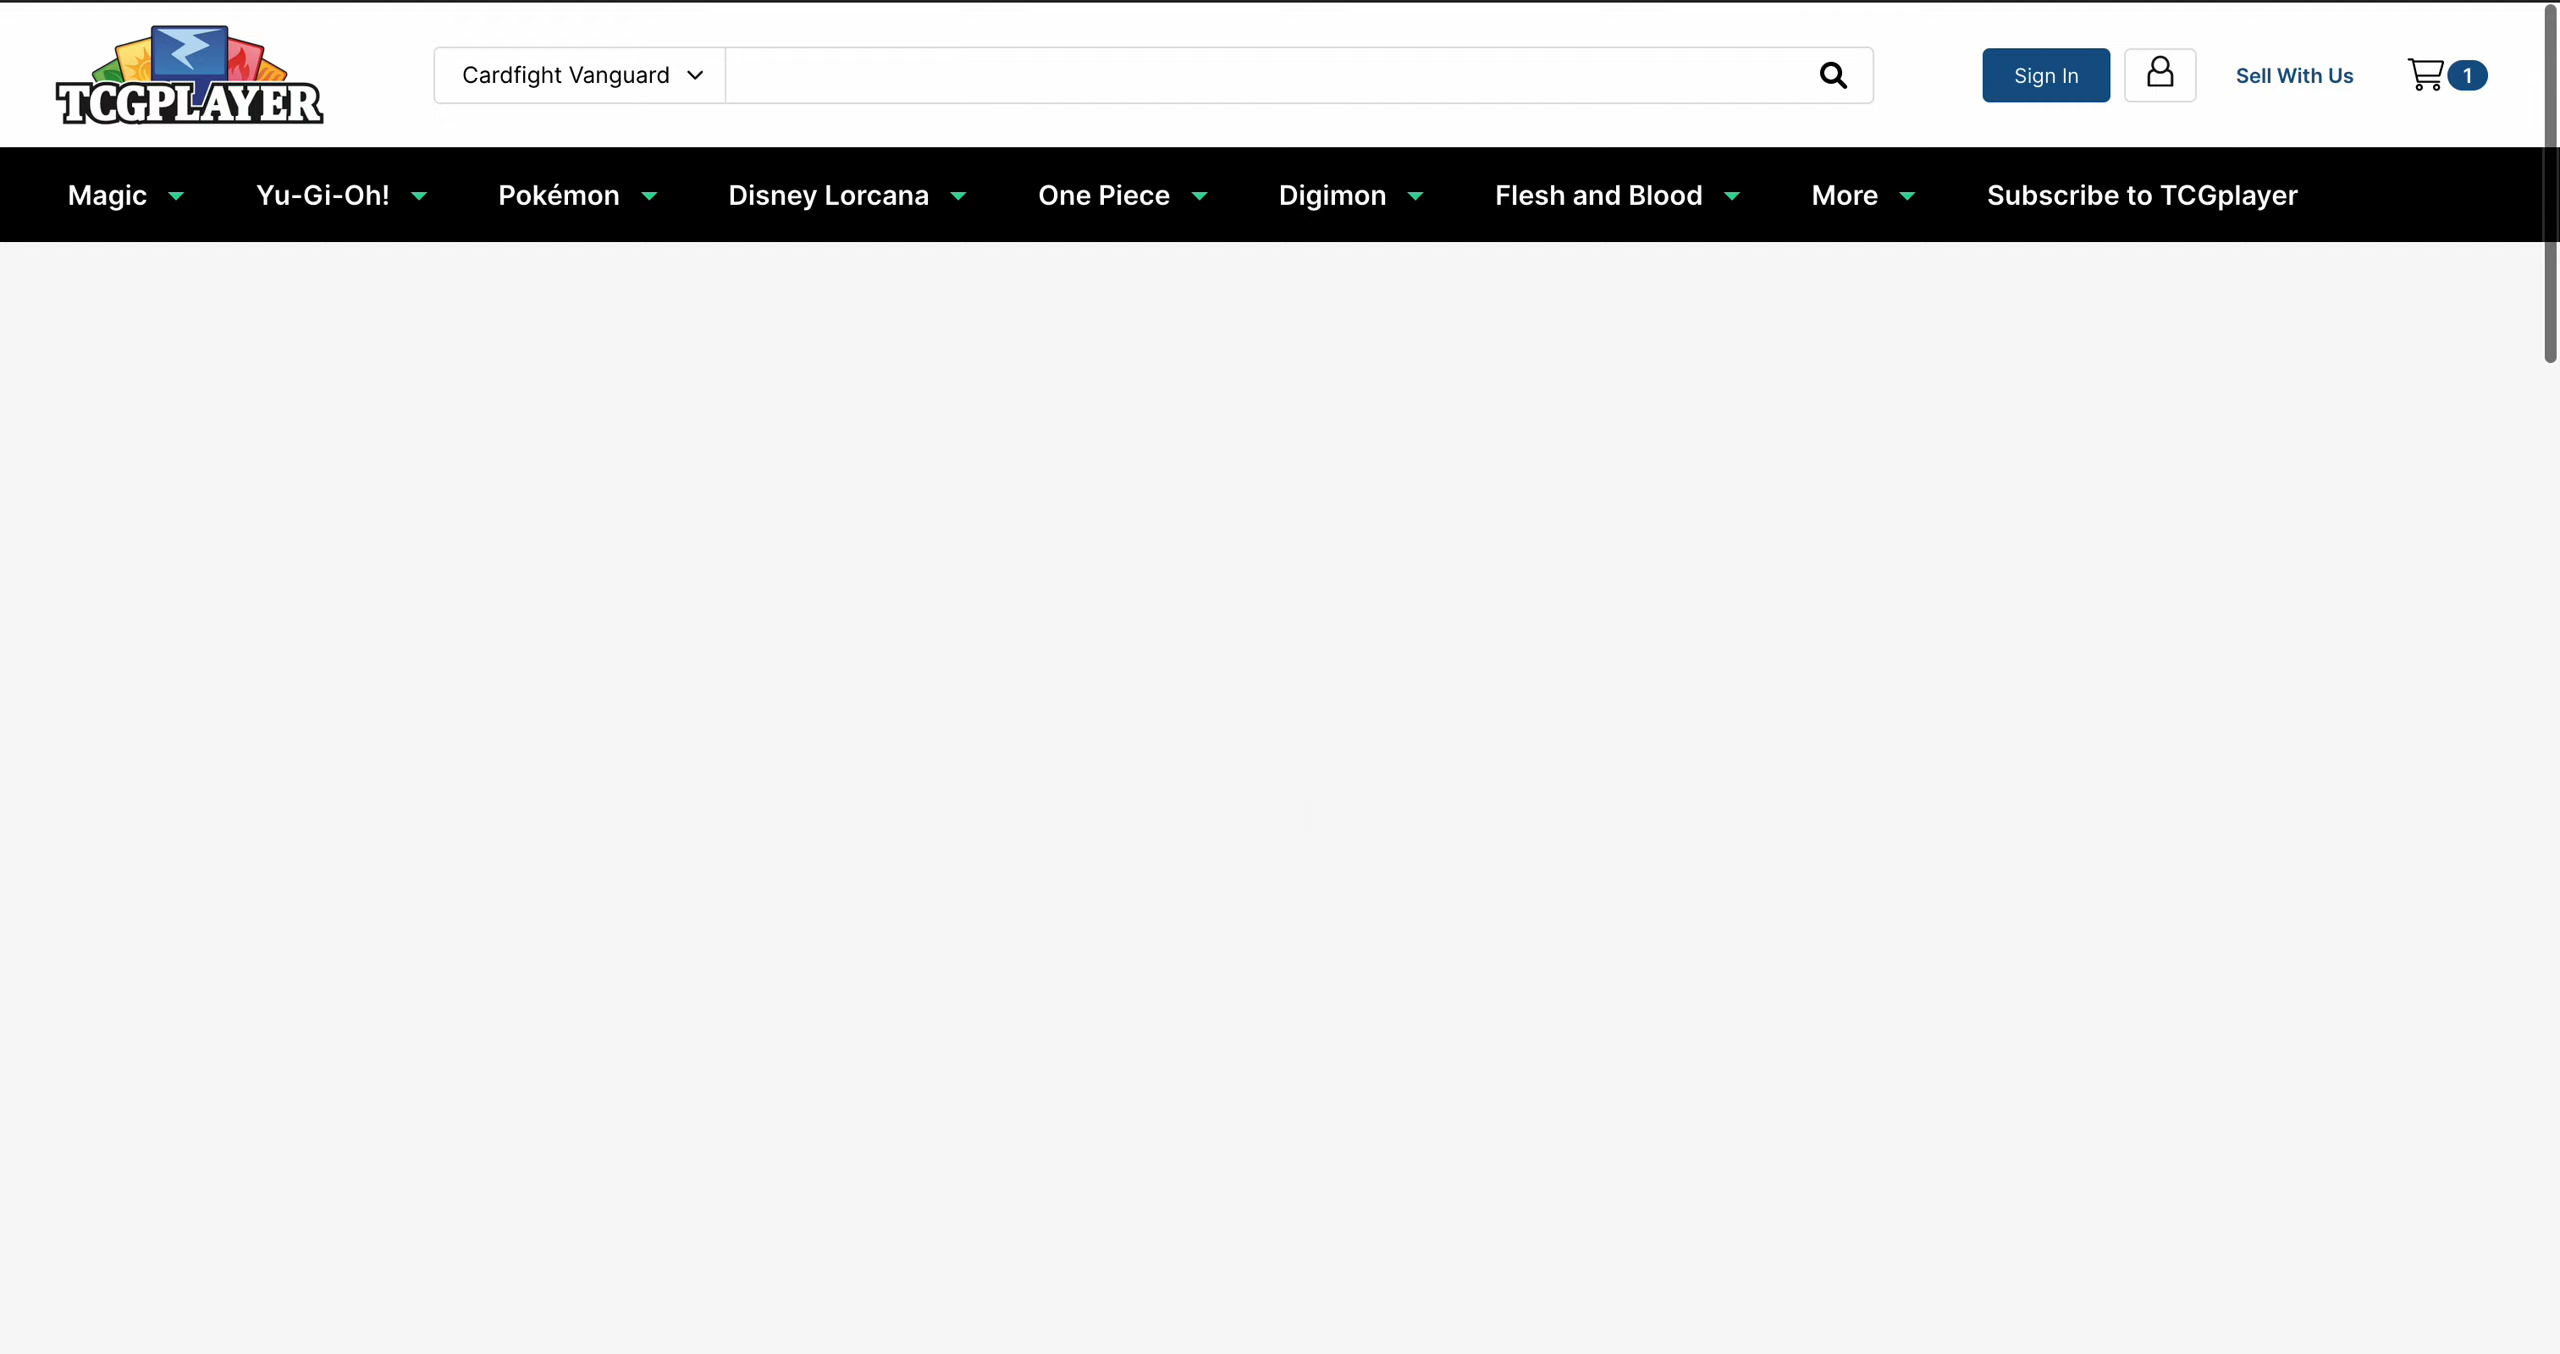 TCGPLAYER
Cardfight Vanguard
Sign In
Sell With Us
1
Magic
Yu-Gi-Oh!
Pokémon
Disney Lorcana
One Piece
Digimon
Flesh and Blood
More
Subscribe to TCGplayer